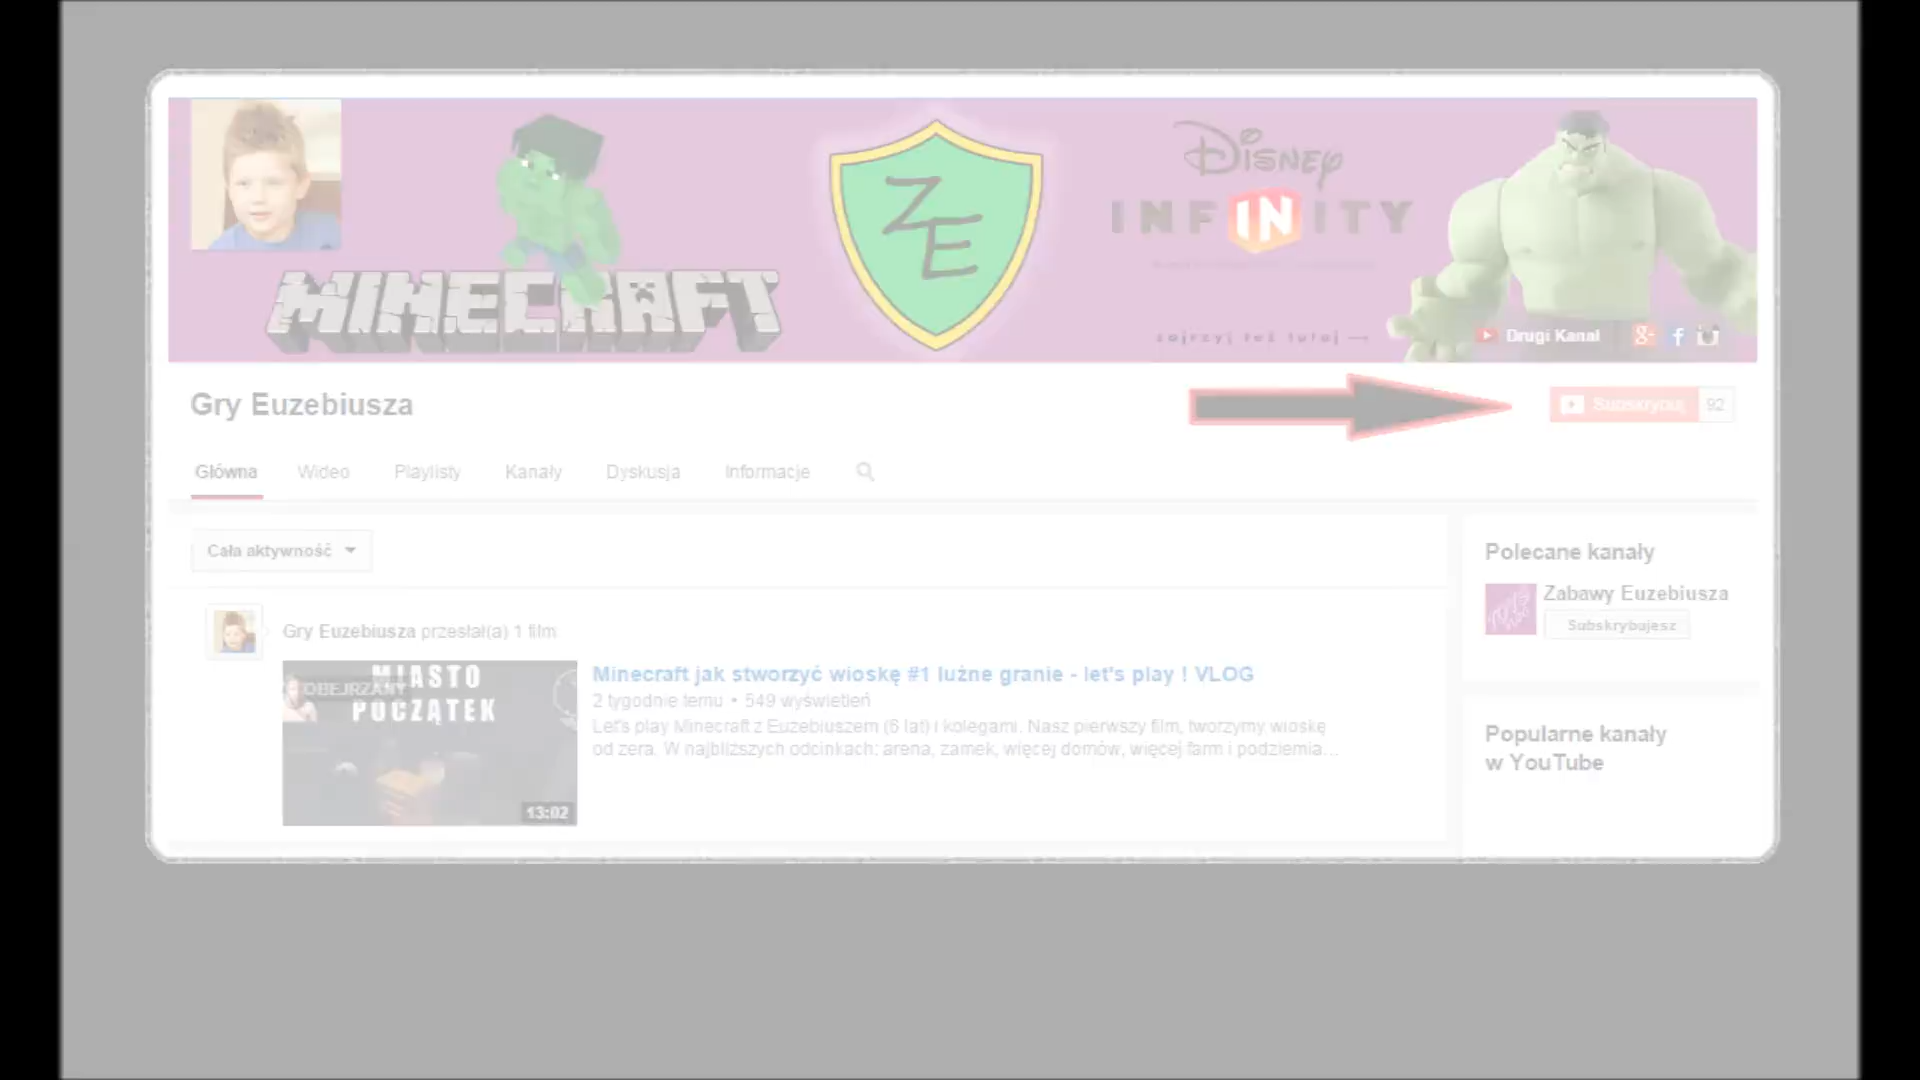 MINECRAFT
ZE
Disney
INFINITY
zajrzyj też tutaj
Drugi Kanal
g+ f
Gry Euzebiusza
Subskrybuj 92
Główna Wideo Playlisty Kanały Dyskusja Informacje
Cała aktywność
Polecane kanały
Zabawy Euzebiusza
Subskrybujesz
Gry Euzebiusza przesłał(a) 1 film
OBEJRZANY
MIASTO
POCZĄTEK
13:02
Minecraft jak stworzyć wioskę #1 luźne granie - let's play ! VLOG
2 tygodnie temu • 549 wyświetleń
Let's play Minecraft z Euzebiuszem (6 lat) i kolegami. Nasz pierwszy film, tworzymy wioskę
od zera. W najbliższych odcinkach: arena, zamek, więcej domów, więcej farm i podziemia...
Popularne kanały
w YouTube